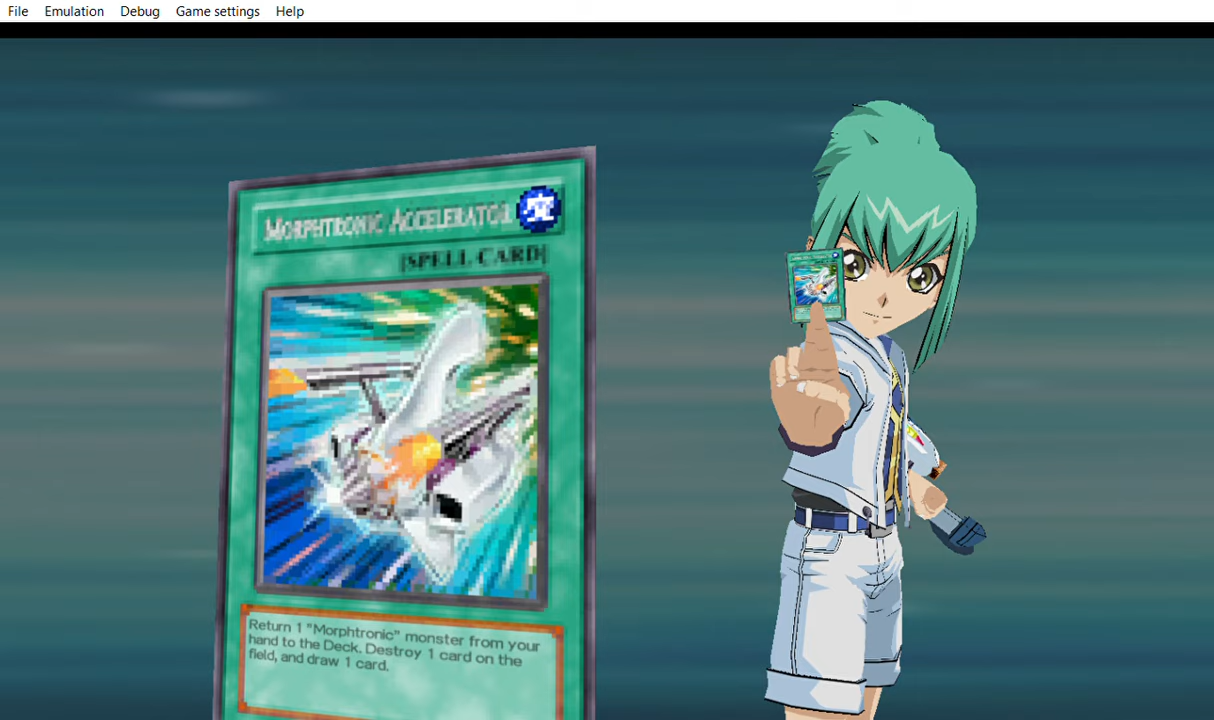 File Emulation Debug Game settings Help
MORPHTRONIC ACCELERATOR
[SPELL CARD]
Return 1 "Morphtronic" monster from your
hand to the Deck. Destroy 1 card on the
field, and draw 1 card.